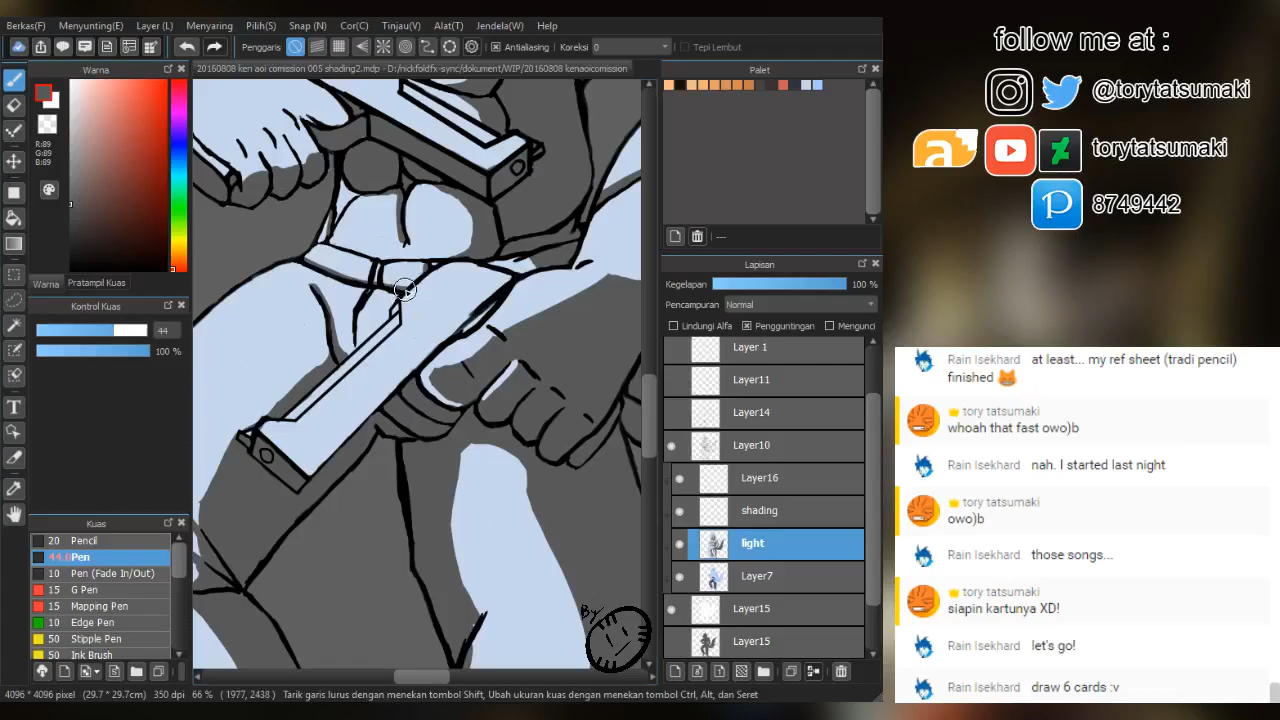 Berkas(F) Menyunting(E) Layar (L) Menyaring Pilih(S) Snap (N) Cor(C) Tinjau(V) Alat(T) Jendela(W) Help
Penggaris Antialiasing Koreksi 0 Tepi Lembut
Warna
20160808 ken aoi comission 005 shading2.mdp - D:/nickfoldfx-sync/dokument/WIP/20160808 kenaoicomission
Palet
R:89
G:89
B:89
---
Warna Pratampil Kuas
Kontrol Kuas
44
100 %
Lapisan
Kegelapan 100 %
Pencampuran Normal
Lindungi Alfa Pengguntingan Mengunci
Layer 1
Layer11
Layer14
Layer10
Layer16
shading
light
Layer7
Layer15
Layer15
Kuas
20 Pencil
44.0 Pen
10 Pen (Fade In/Out)
15 G Pen
15 Mapping Pen
10 Edge Pen
50 Stipple Pen
50 Ink Brush
BY
4096 * 4096 pixel (29.7 * 29.7cm) 350 dpi 66 % ( 1977, 2438 ) Tarik garis lurus dengan menekan tombol Shift, Ubah ukuran kuas dengan menekan tombol Ctrl, Alt, dan Seret
follow me at :
@torytatsumaki
a torytatsumaki
P 8749442
Rain Isekhard at least... my ref sheet (tradi pencil)
finished
tory tatsumaki
whoah that fast owo)b
Rain Isekhard nah. I started last night
tory tatsumaki
owo)b
Rain Isekhard those songs...
tory tatsumaki
siapin kartunya XD!
Rain Isekhard let's go!
Rain Isekhard draw 6 cards :v